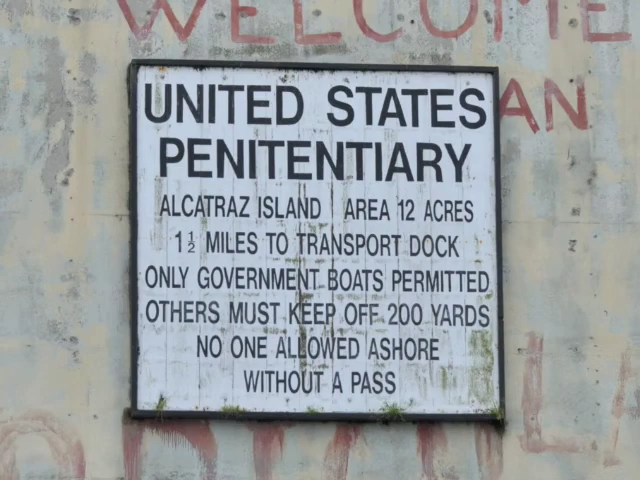 WELCOME
UNITED STATES
PENITENTIARY
ALCATRAZ ISLAND AREA 12 ACRES
1½ MILES TO TRANSPORT DOCK
ONLY GOVERNMENT BOATS PERMITTED
OTHERS MUST KEEP OFF 200 YARDS
NO ONE ALLOWED ASHORE
WITHOUT A PASS